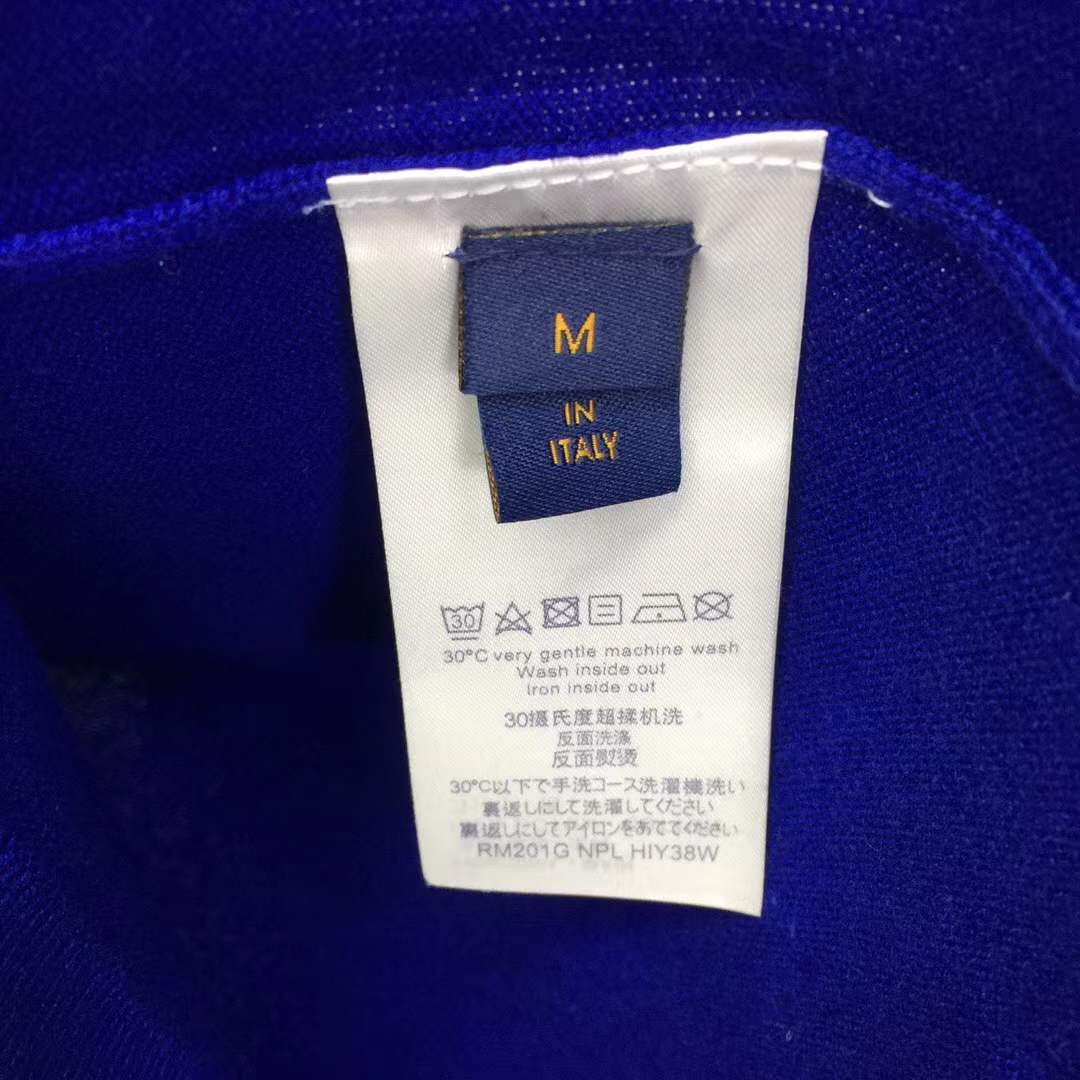 M
IN
ITALY
30
30°C very gentle machine wash
Wash inside out
Iron inside out
30摄氏度超揉机洗
反面洗涤
反面熨烫
30°C以下で手洗コース洗濯機洗い
裏返しにして洗濯してください
裏返しにしてアイロンをあててください
RM201G NPL HIY38W